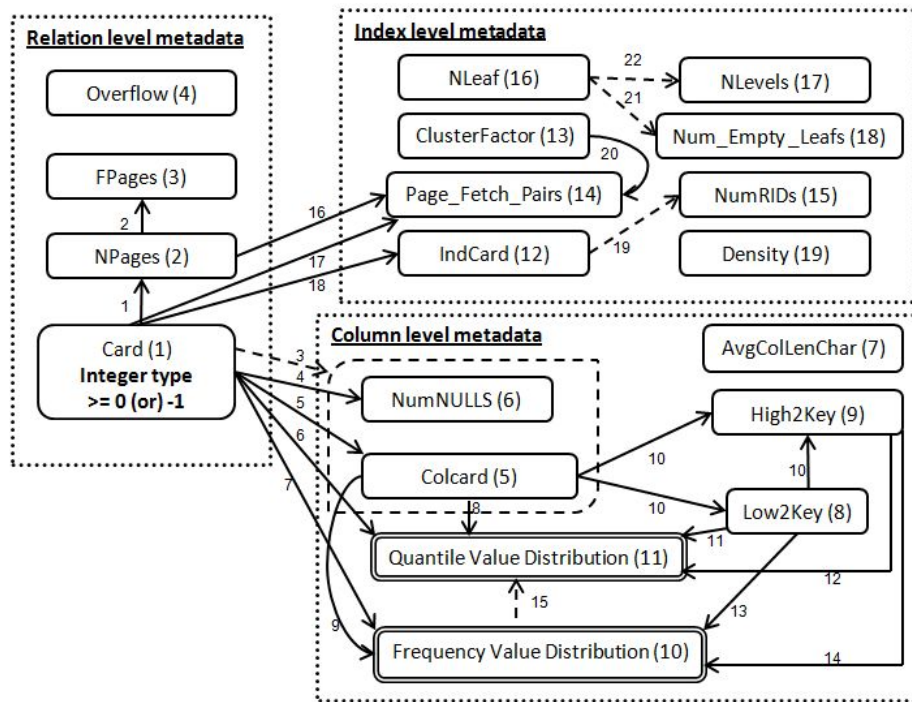 Relation level metadata
Overflow (4)
FPages (3)
2
NPages (2)
1
Card (1)
Integer type
>= 0 (or) -1
Index level metadata
NLeaf (16)
22
NLevels (17)
21
ClusterFactor (13)
Num_Empty_Leafs (18)
20
16
Page_Fetch_Pairs (14)
NumRIDs (15)
17
18
IndCard (12)
19
Density (19)
Column level metadata
AvgColLenChar (7)
3
4
NumNULLS (6)
5
High2Key (9)
6
10
10
Colcard (5)
7
8
10
Low2Key (8)
11
Quantile Value Distribution (11)
12
15
13
9
Frequency Value Distribution (10)
14